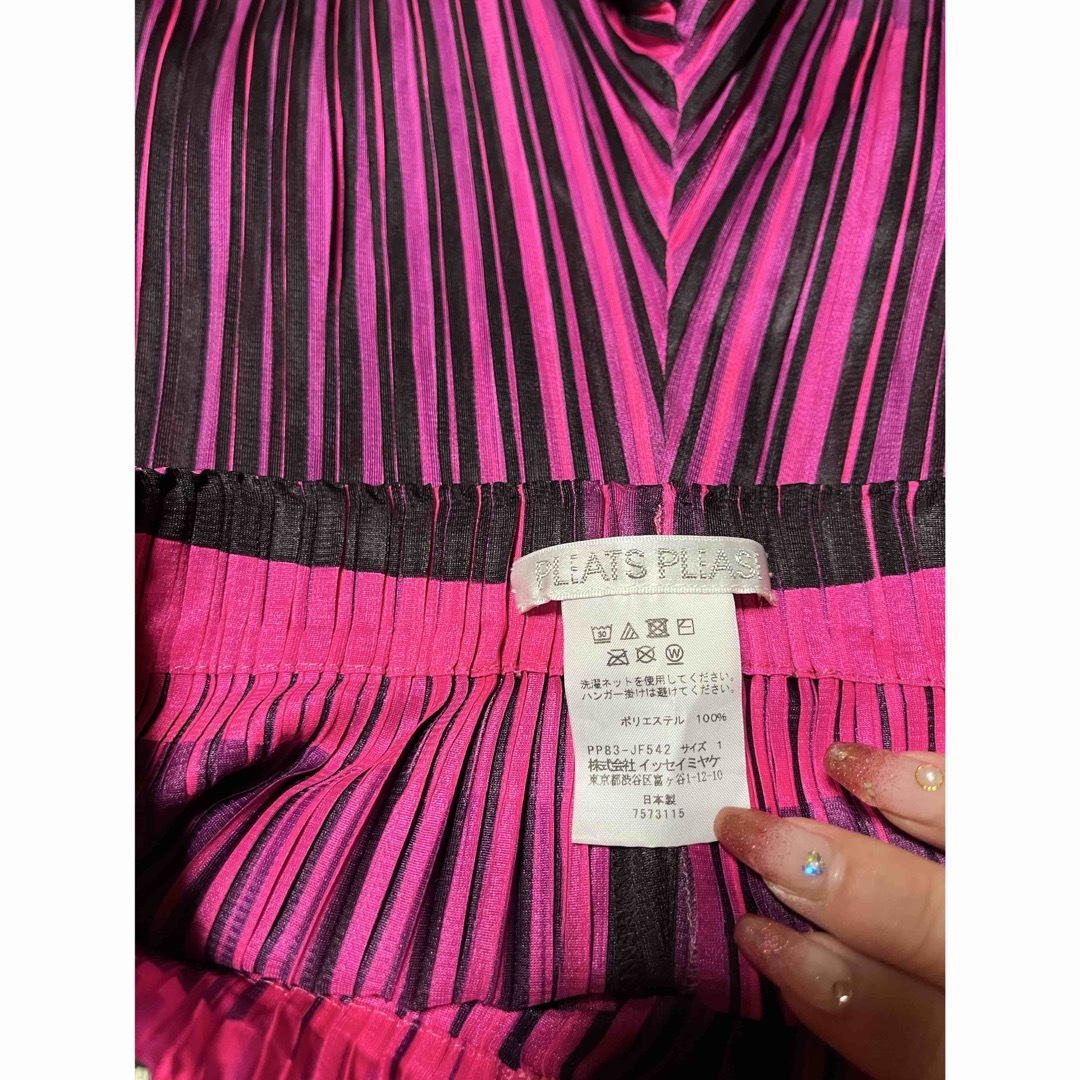 PLEATS PLEAS
30
W
洗濯ネットを使用してください。
ハンガー掛けは避けてください。
ポリエステル 100%
PP83-JF542 サイズ 1
株式会社イッセイミヤケ
東京都渋谷区富ヶ谷1-12-10
日本製
7573115